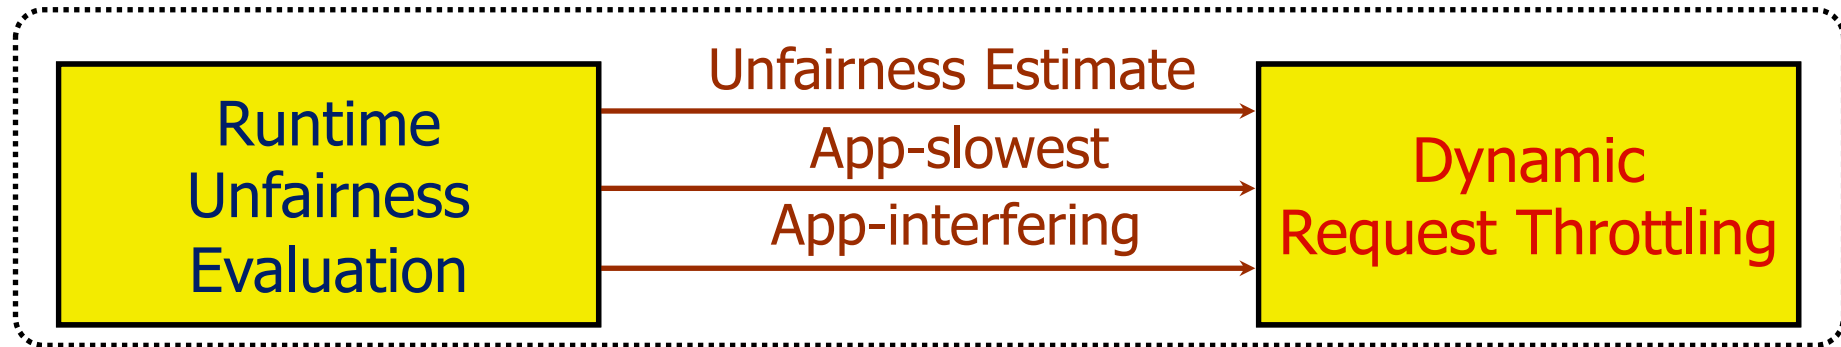 Runtime
Unfairness
Evaluation
Unfairness Estimate
App-slowest
App-interfering
Dynamic
Request Throttling